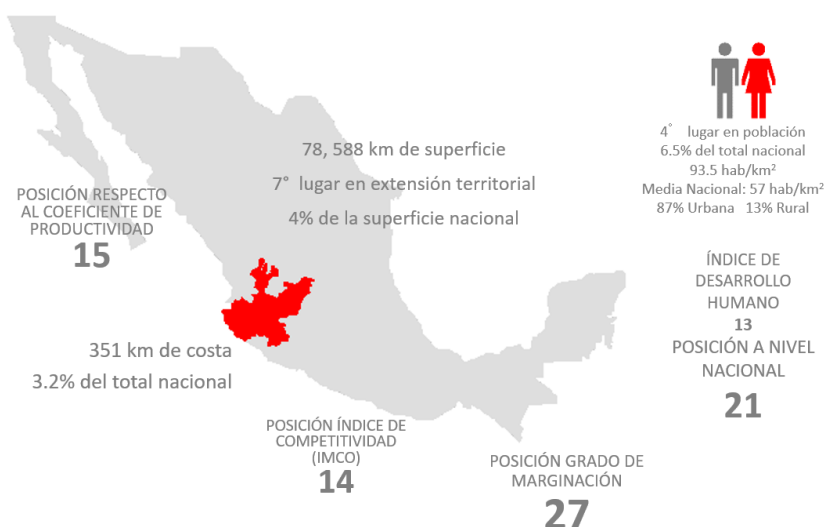 78, 588 km de superficie
7° lugar en extensión territorial
4% de la superficie nacional
4° lugar en población
6.5% del total nacional
93.5 hab/km²
Media Nacional: 57 hab/km²
87% Urbana 13% Rural
POSICIÓN RESPECTO
AL COEFICIENTE DE
PRODUCTIVIDAD
15
ÍNDICE DE
DESARROLLO
HUMANO
13
POSICIÓN A NIVEL
NACIONAL
21
351 km de costa
3.2% del total nacional
POSICIÓN ÍNDICE DE
COMPETITIVIDAD
(IMCO)
14
POSICIÓN GRADO DE
MARGINACIÓN
27